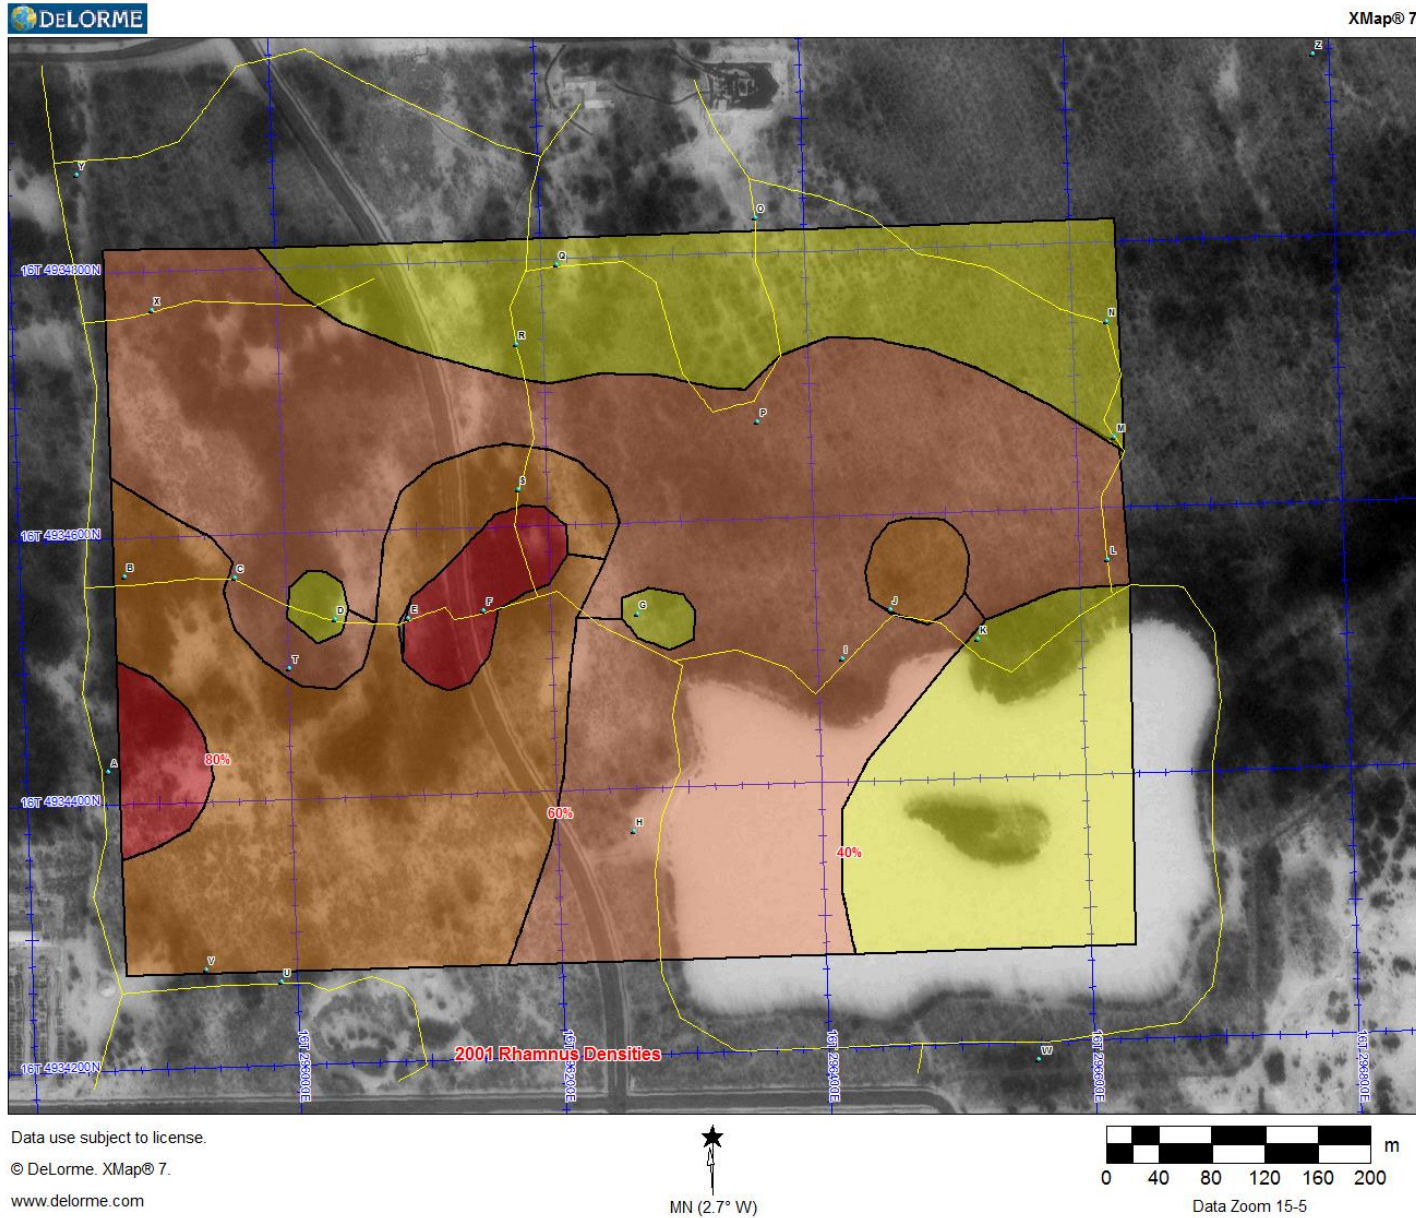 DELORME
XMap® 7
Z
Y
O
Q
16T 4934800N
X
N
R
P
M
S
16T 4934600N
L
B
C
D
E
F
G
J
K
I
T
80%
A
16T 4934400N
60%
H
40%
V
U
W
2001 Rhamnus Densities
16T 4934200N
16T 296000E
16T 296200E
16T 296400E
16T 296600E
16T 296800E
Data use subject to license.
© DeLorme. XMap® 7.
www.delorme.com
MN (2.7° W)
m
0 40 80 120 160 200
Data Zoom 15-5